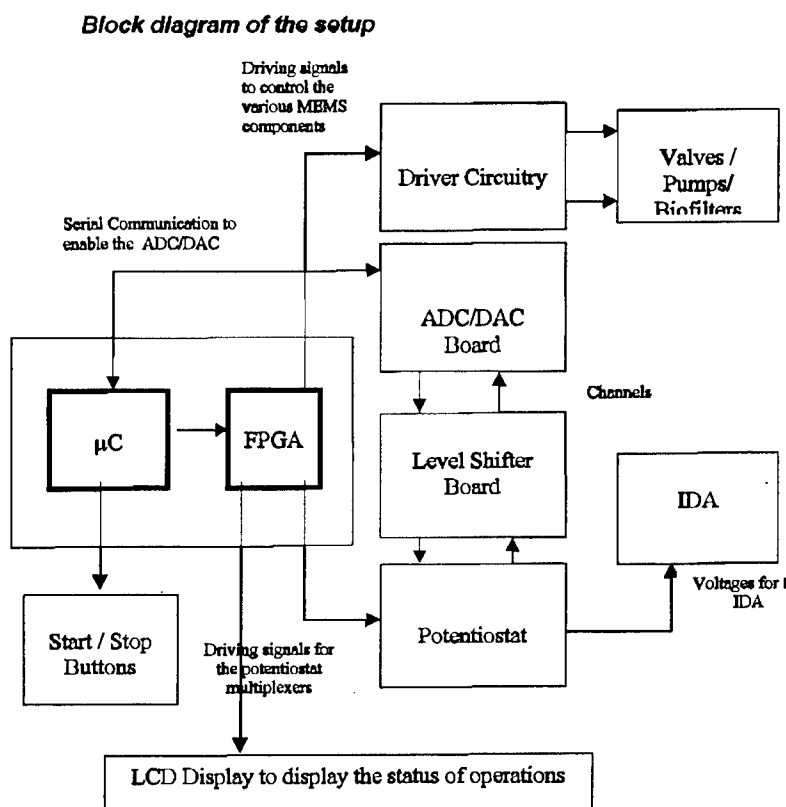 Block diagram of the setup
Driving signals
to control the
various MEMS
components
Driver Circuitry
Valves /
Pumps/
Biofilters
Serial Communication to
enable the ADC/DAC
ADC/DAC
Board
Channels
μC
FPGA
Level Shifter
Board
IDA
Voltages for t
IDA
Start / Stop
Buttons
Driving signals for
the potentiostat
multiplexers
Potentiostat
LCD Display to display the status of operations